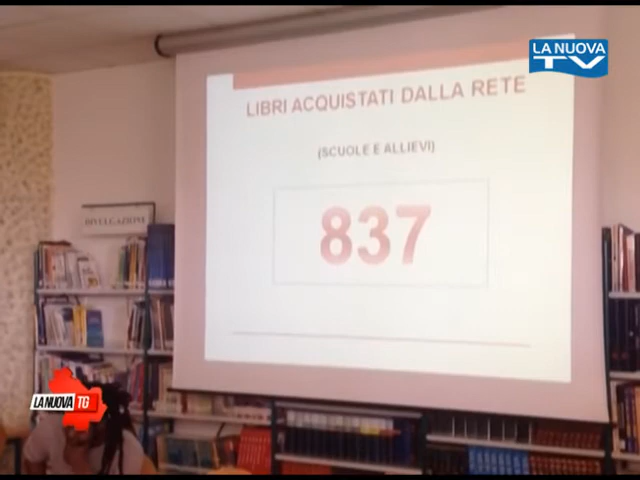 LA NUOVA
TV
LIBRI ACQUISTATI DALLA RETE
(SCUOLE E ALLIEVI)
837
DIVULGAZIONE
LA NUOVA TG